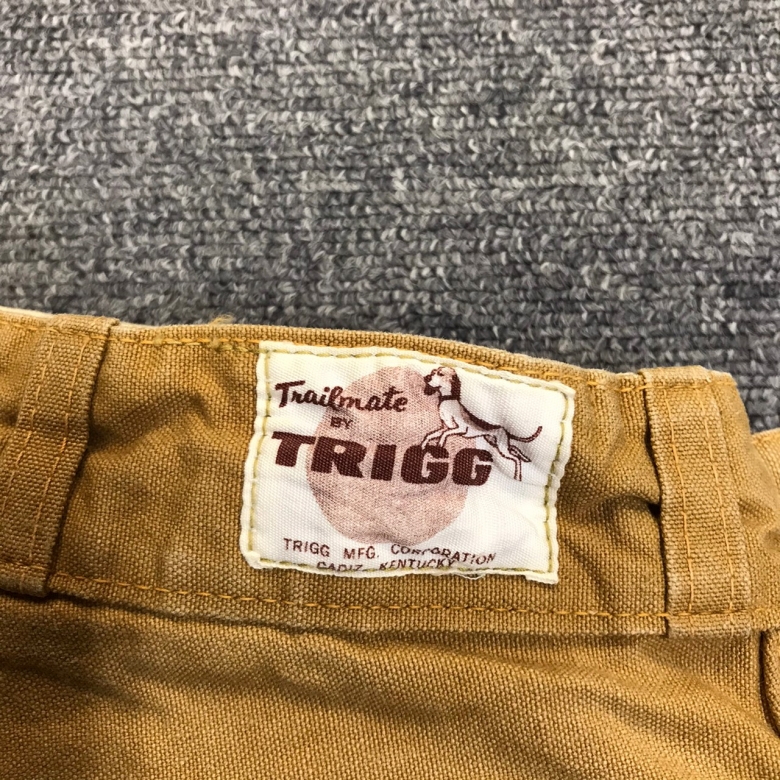 Trailmate
BY
TRIGG
TRIGG MFG. CORPORATION
CADIZ, KENTUCKY